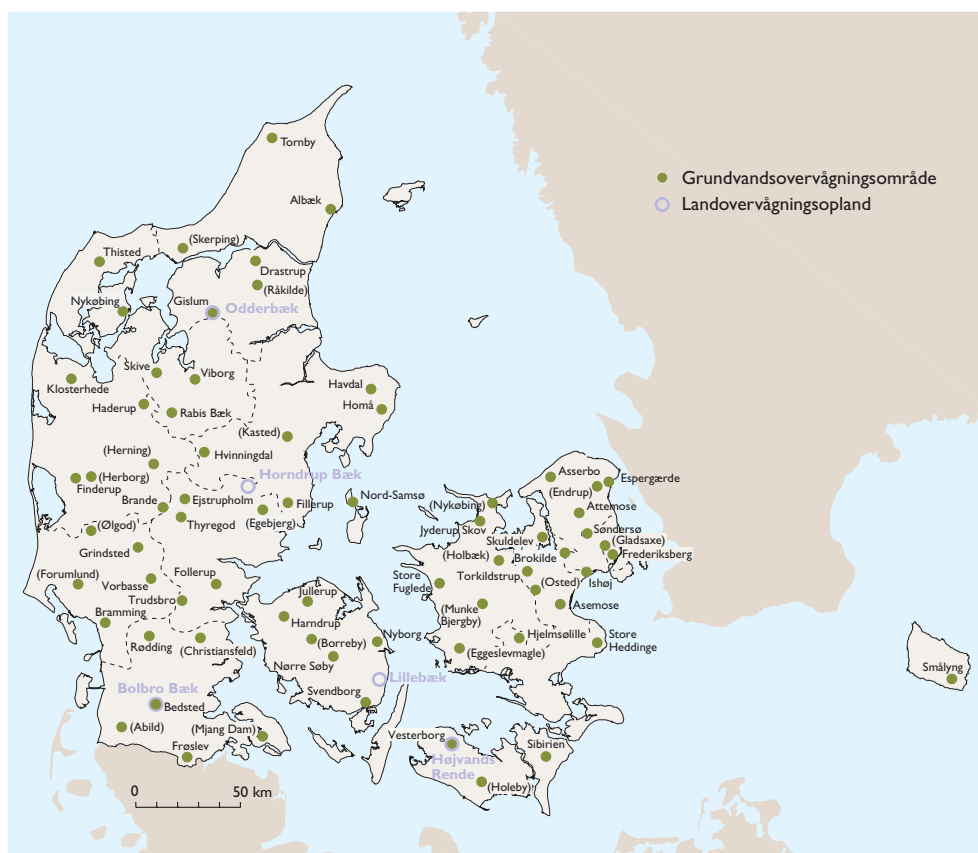 Tornby
Albæk
Grundvandsovervågningsområde
Landovervågningsopland
(Skerping)
Thisted
Drastrup
(Råkilde)
Nykøbing
Gislum
Odderbæk
Skive
Viborg
Klosterhede
Havdal
Haderup
Rabis Bæk
Homå
(Kasted)
Hvinningdal
(Herning)
(Herborg)
Finderup
Horndrup Bæk
Brande
Ejstrupholm
Thyregod
(Egebjerg)
Fillerup
Nord-Samsø
(Ølgod)
Grindsted
(Forumlund)
Vorbasse
Follerup
Trudsbro
Bramming
Rødding
(Christiansfeld)
Bolbro Bæk
Bedsted
(Abild)
(Mjang Dam)
Frøslev
0
50 km
Jullerup
Harndrup
(Borreby)
Nyborg
Nørre Søby
Lillebæk
Svendborg
Asserbo
(Endrup)
Espergærde
(Nykøbing)
Attemose
Jyderup
Skov
Skuldelev
Søndersø
(Gladsaxe)
Frederiksberg
(Holbæk)
Brokilde
Torkildstrup
(Osted)
Ishøj
Store
Fuglede
(Munke
Bjergby)
Asemose
Hjelmsølille
Store
Heddinge
(Eggeslevmagle)
Vesterborg
Højvands
Rende
Sibirien
(Holeby)
Smålyng